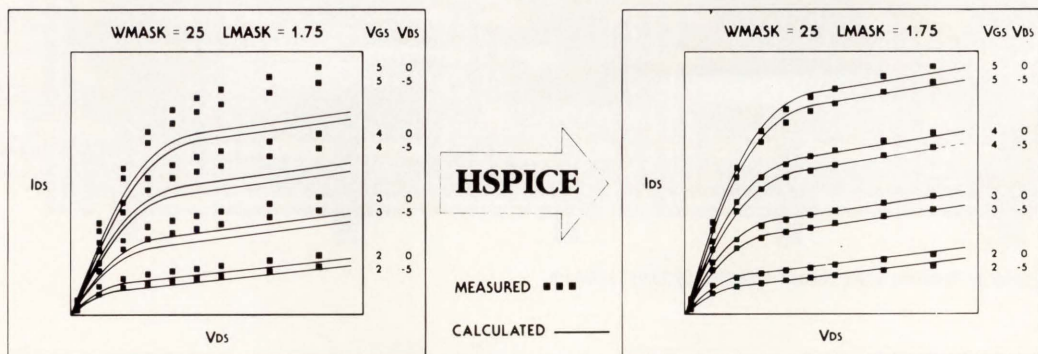 WMASK = 25 LMASK = 1.75 VGS VDS
5 0
5 -5
4 0
4 -5
3 0
3 -5
2 0
2 -5
IDS
VDS
HSPICE
MEASURED
CALCULATED
WMASK = 25 LMASK = 1.75 VGS VDS
5 0
5 -5
4 0
4 -5
3 0
3 -5
2 0
2 -5
IDS
VDS